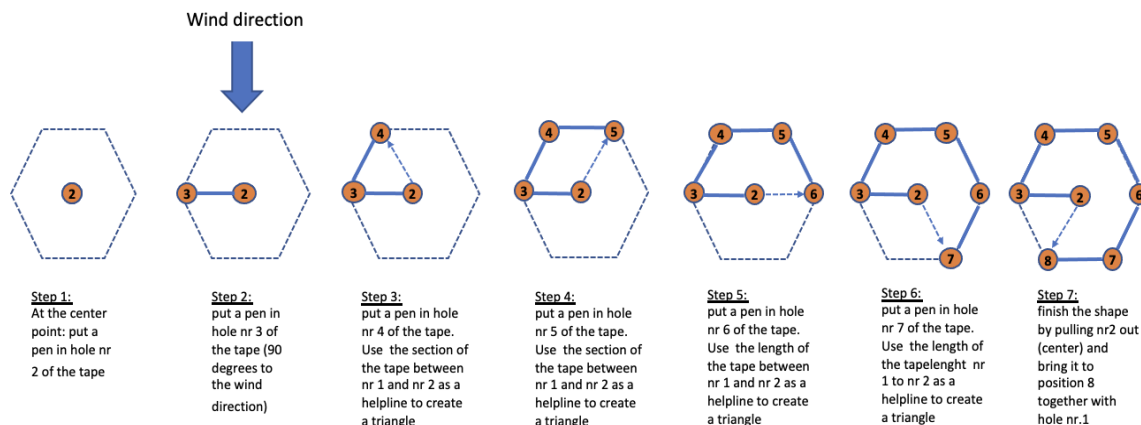 Wind direction
2
3
2
4
3
2
4
5
3
2
4
5
3
2
6
4
5
3
2
6
7
4
5
3
2
6
8
7
Step 1:
At the center
point: put a
pen in hole nr
2 of the tape
Step 2:
put a pen in
hole nr 3 of
the tape (90
degrees to
the wind
direction)
Step 3:
put a pen in hole
nr 4 of the tape.
Use the section of
the tape between
nr 1 and nr 2 as a
helpline to create
a triangle
Step 4:
put a pen in hole
nr 5 of the tape.
Use the section of
the tape between
nr 1 and nr 2 as a
helpline to create
a triangle
Step 5:
put a pen in hole
nr 6 of the tape.
Use the length of
the tape between
nr 1 and nr 2 as a
helpline to create
a triangle
Step 6:
put a pen in hole
nr 7 of the tape.
Use the length of
the tapelenght nr
1 to nr 2 as a
helpline to create
a triangle
Step 7:
finish the shape
by pulling nr2 out
(center) and
bring it to
position 8
together with
hole nr.1